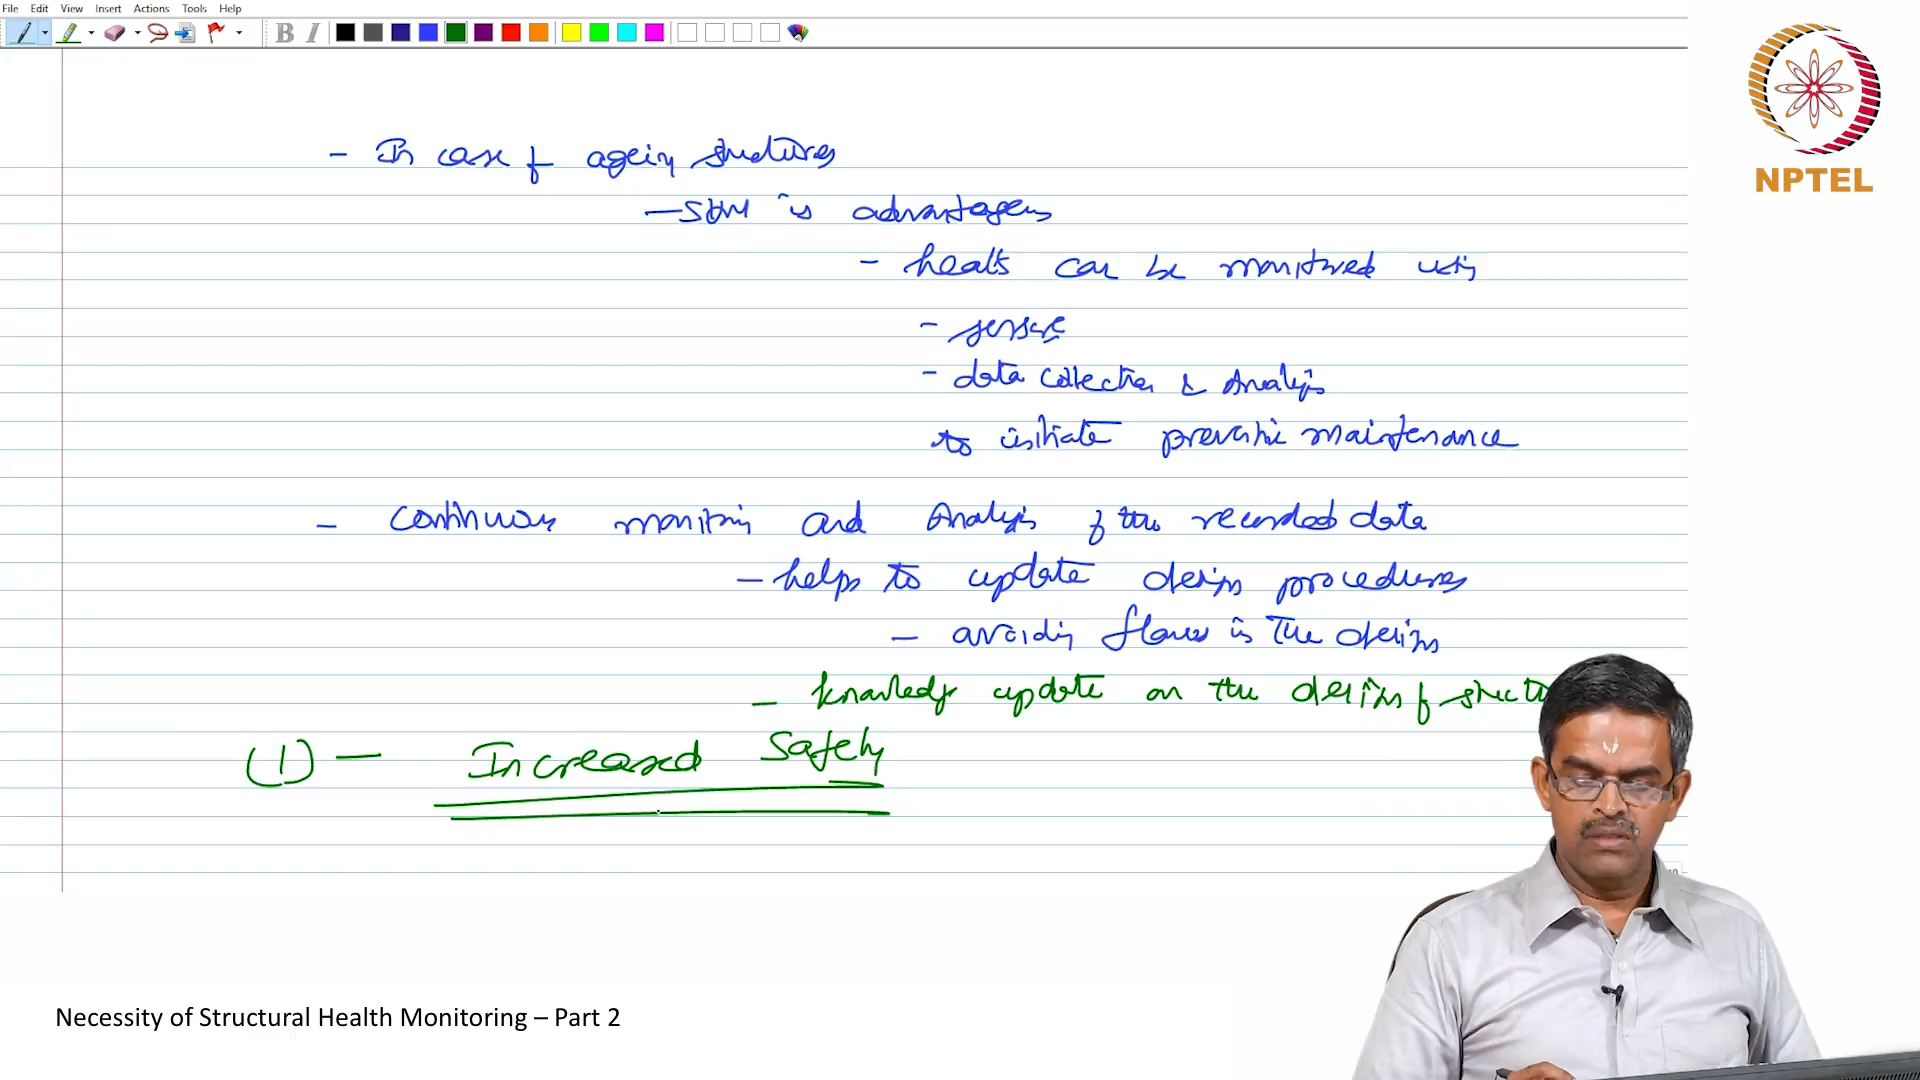 File Edit View Insert Actions Tools Help
B I
NPTEL
- In case of ageing structures
- SHM is advantageous
- health can be monitored using
- sensors
- data collection & Analysis
to initiate preventive maintenance
- Continuous monitoring and Analysis of the recorded data
- helps to update design procedures
- avoiding flaws in the design
- knowledge update on the design of struct
(1) - Increased Safety
Necessity of Structural Health Monitoring – Part 2